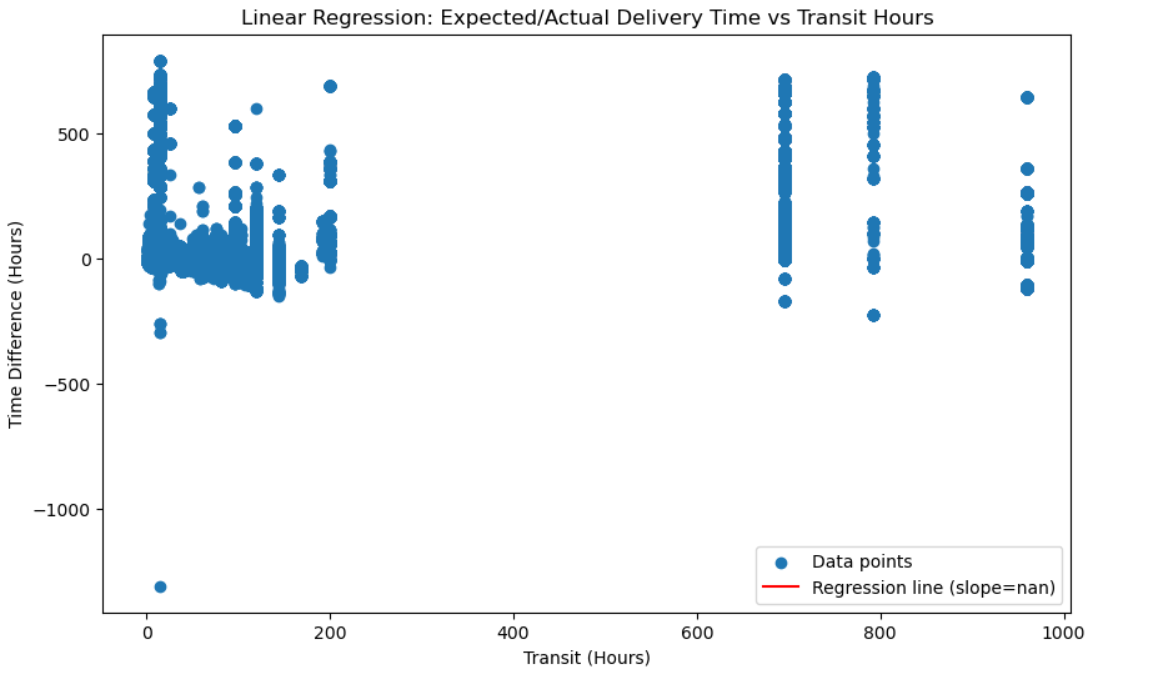 Linear Regression: Expected/Actual Delivery Time vs Transit Hours
Time Difference (Hours)
500
0
−500
−1000
Data points
Regression line (slope=nan)
0 200 400 600 800 1000
Transit (Hours)